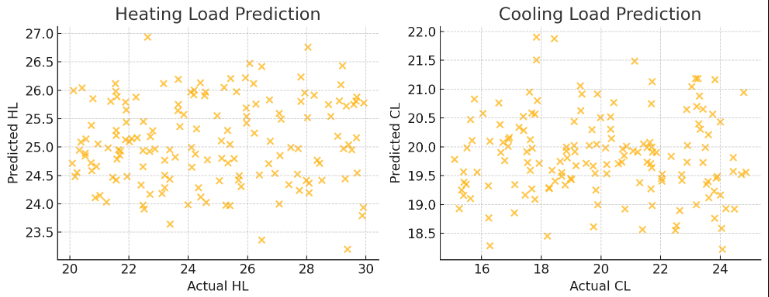 Heating Load Prediction
Predicted HL
27.0
26.5
26.0
25.5
25.0
24.5
24.0
23.5
20 22 24 26 28 30
Actual HL
Cooling Load Prediction
Predicted CL
22.0
21.5
21.0
20.5
20.0
19.5
19.0
18.5
16 18 20 22 24
Actual CL